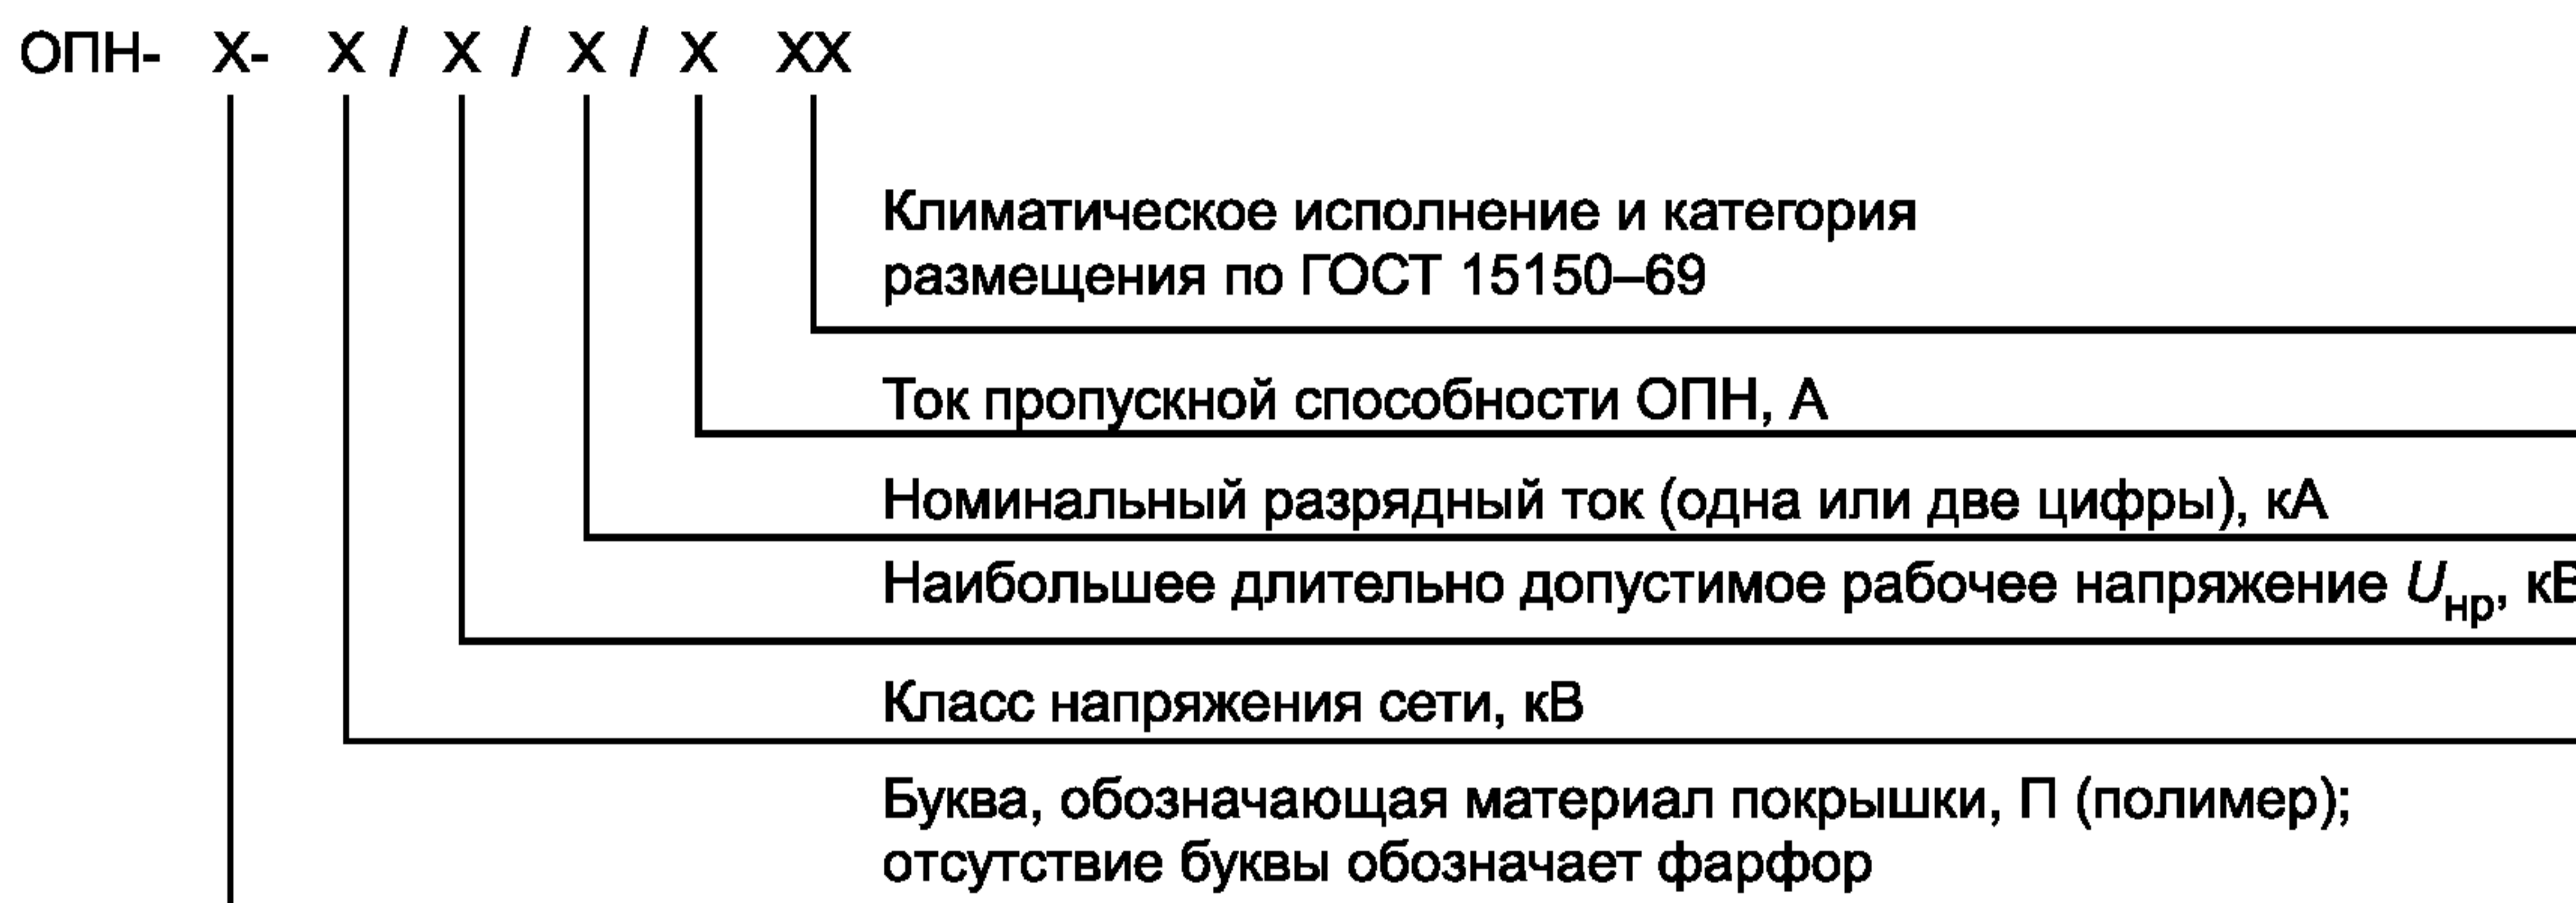 ОПН- Х- Х / Х / Х / Х ХХ
Климатическое исполнение и категория
размещения по ГОСТ 15150–69
Ток пропускной способности ОПН, А
Номинальный разрядный ток (одна или две цифры), кА
Наибольшее длительно допустимое рабочее напряжение Uнр, кВ
Класс напряжения сети, кВ
Буква, обозначающая материал покрышки, П (полимер);
отсутствие буквы обозначает фарфор